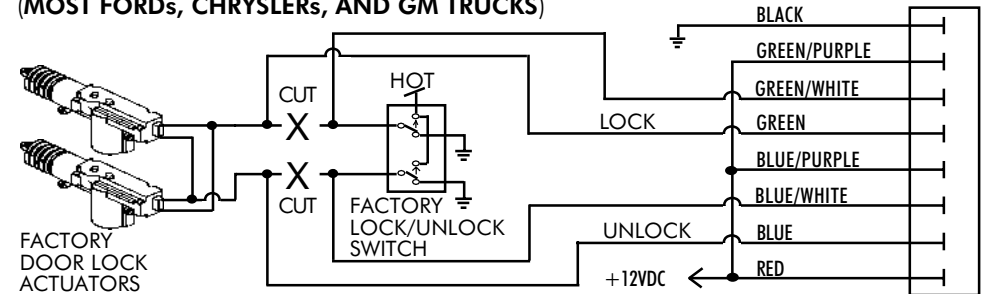 (MOST FORDs, CHRYSLERs, AND GM TRUCKS)
BLACK
GREEN/PURPLE
HOT
CUT
GREEN/WHITE
LOCK
GREEN
BLUE/PURPLE
CUT
FACTORY
LOCK/UNLOCK
SWITCH
BLUE/WHITE
FACTORY
DOOR LOCK
ACTUATORS
UNLOCK
BLUE
+12VDC
RED